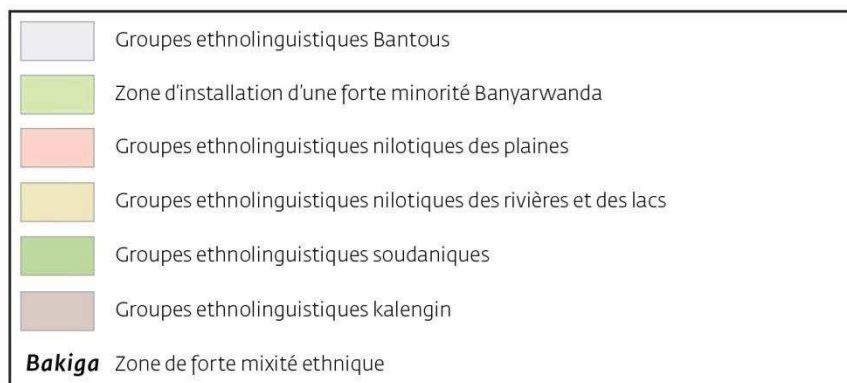 Groupes ethnolinguistiques Bantous
Zone d'installation d'une forte minorité Banyarwanda
Groupes ethnolinguistiques nilotiques des plaines
Groupes ethnolinguistiques nilotiques des rivières et des lacs
Groupes ethnolinguistiques soudaniques
Groupes ethnolinguistiques kalengin
Bakiga Zone de forte mixité ethnique